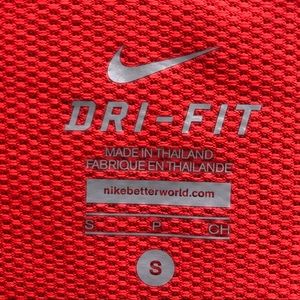 DRI-FIT
MADE IN THAILAND
FABRIQUE EN THAILANDE
nikebetterworld.com
S P CH
S